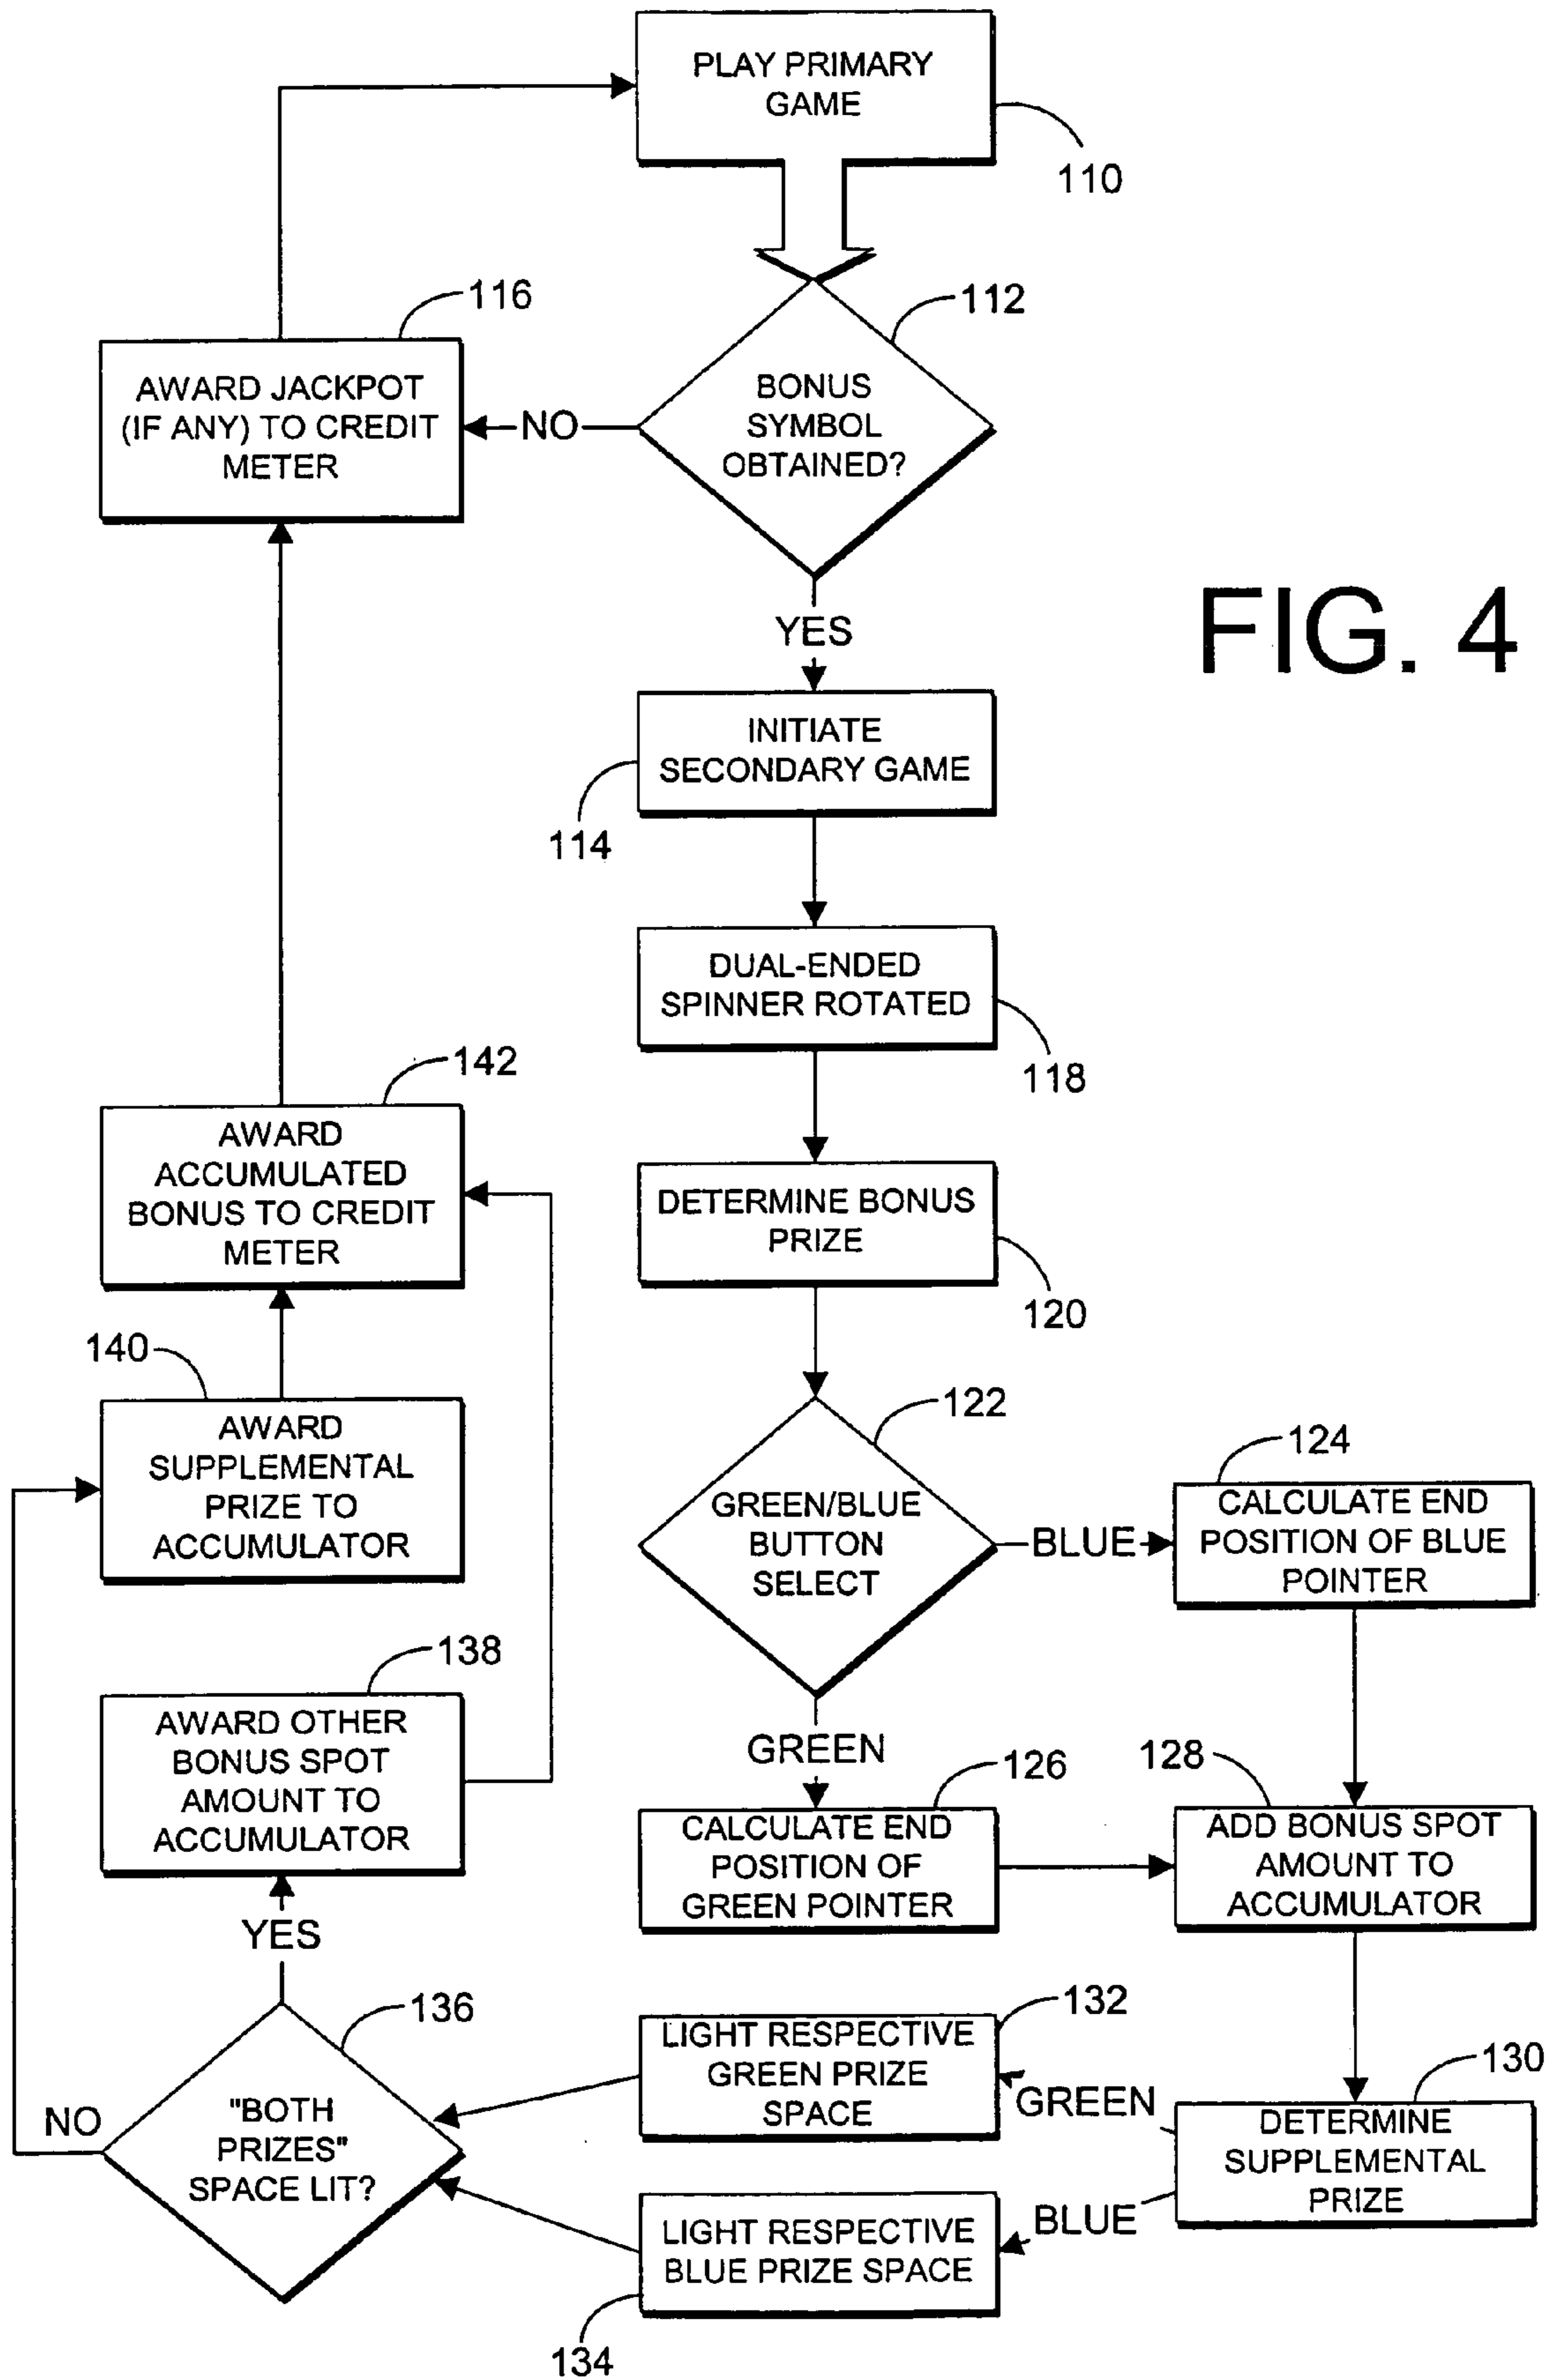 PLAY PRIMARY
GAME
110
116
112
AWARD JACKPOT
(IF ANY) TO CREDIT
METER
NO
BONUS
SYMBOL
OBTAINED?
YES
FIG. 4
INITIATE
SECONDARY GAME
114
DUAL-ENDED
SPINNER ROTATED
118
142
AWARD
ACCUMULATED
BONUS TO CREDIT
METER
DETERMINE BONUS
PRIZE
120
140
AWARD
SUPPLEMENTAL
PRIZE TO
ACCUMULATOR
122
GREEN/BLUE
BUTTON
SELECT
BLUE
124
CALCULATE END
POSITION OF BLUE
POINTER
138
AWARD OTHER
BONUS SPOT
AMOUNT TO
ACCUMULATOR
GREEN
126
CALCULATE END
POSITION OF
GREEN POINTER
128
ADD BONUS SPOT
AMOUNT TO
ACCUMULATOR
YES
136
"BOTH
PRIZES"
SPACE LIT?
NO
132
LIGHT RESPECTIVE
GREEN PRIZE
SPACE
GREEN
130
DETERMINE
SUPPLEMENTAL
PRIZE
BLUE
LIGHT RESPECTIVE
BLUE PRIZE SPACE
134